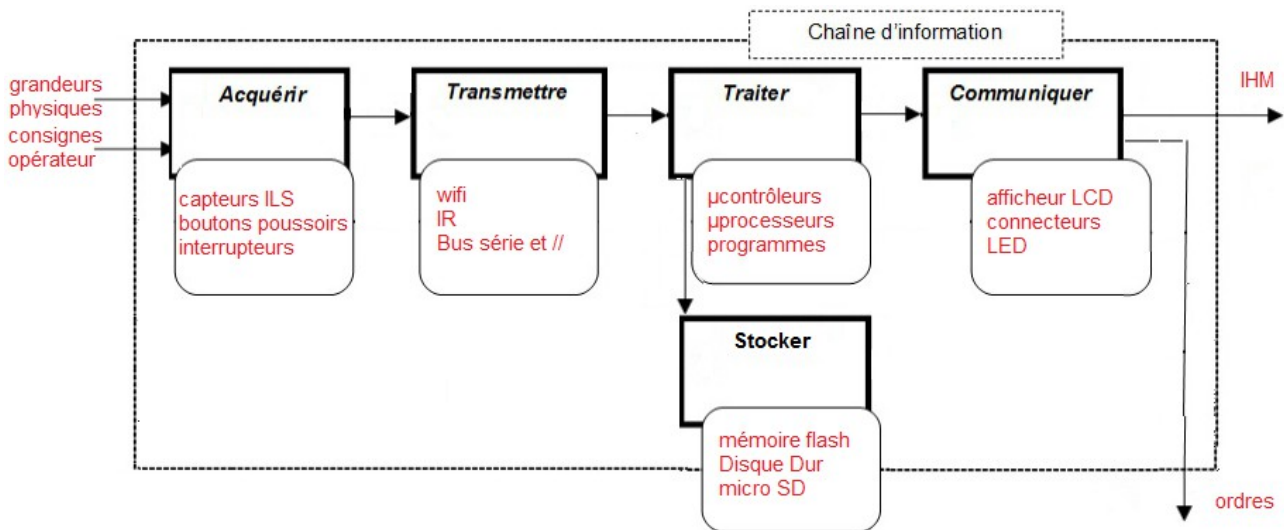 Chaîne d'information
grandeurs
physiques
consignes
opérateur
Acquérir
capteurs ILS
boutons poussoirs
interrupteurs
Transmettre
wifi
IR
Bus série et //
Traiter
µcontrôleurs
µprocesseurs
programmes
Communiquer
afficheur LCD
connecteurs
LED
IHM
Stocker
mémoire flash
Disque Dur
micro SD
ordres